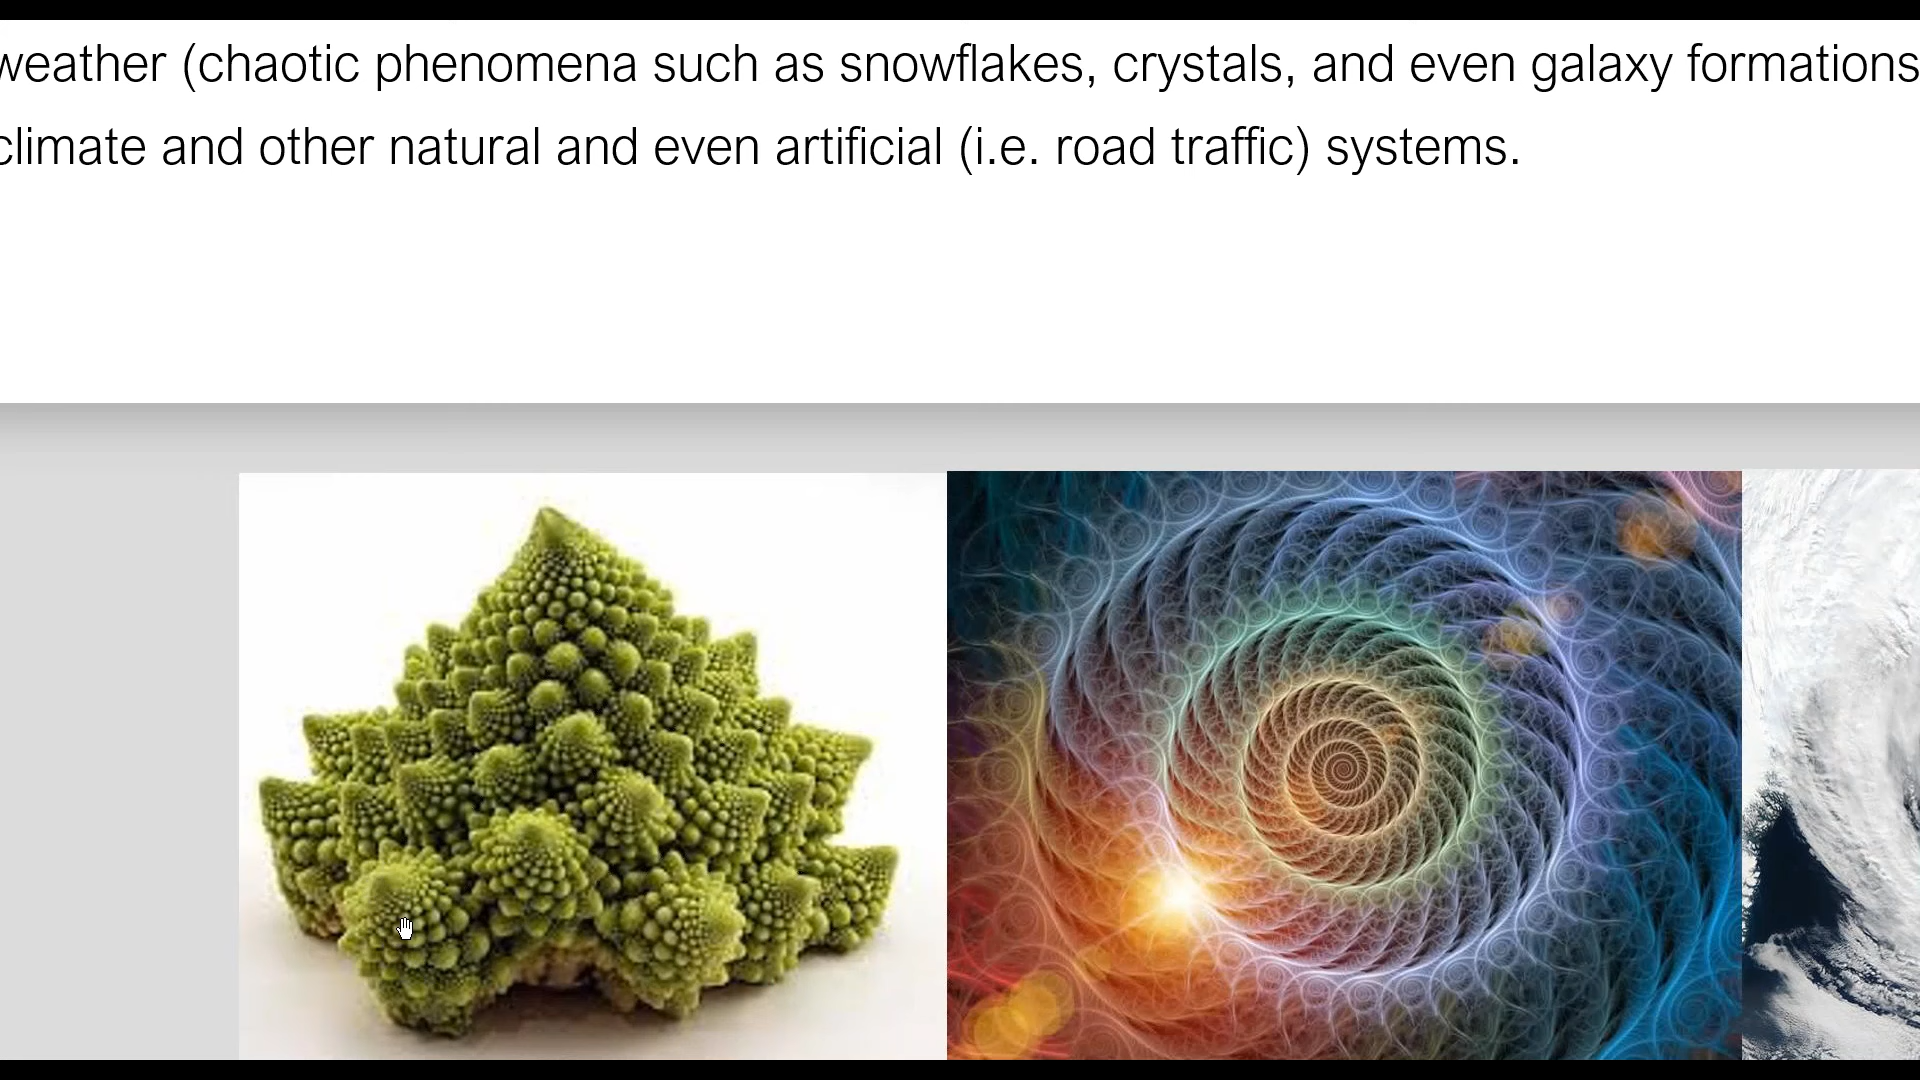 weather (chaotic phenomena such as snowflakes, crystals, and even galaxy formations
climate and other natural and even artificial (i.e. road traffic) systems.